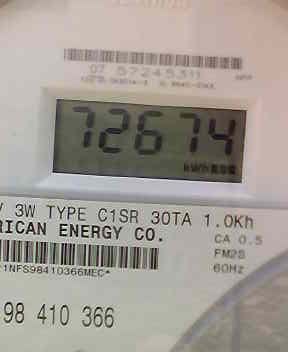 07 57245311
72674
kWh
V 3W TYPE C1SR 30TA 1.0Kh
RICAN ENERGY CO.
CA 0.5
FM2S
60Hz
1NFS98410366MEC*
98 410 366